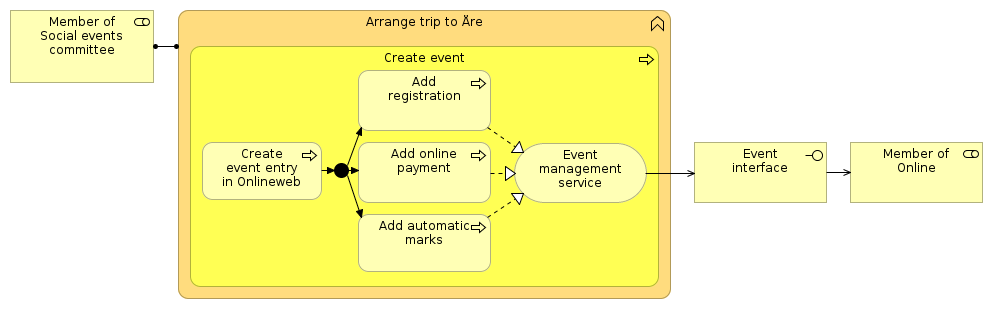 Member of
Social events
committee
Arrange trip to Åre
Create event
Add
registration
Create
event entry
in Onlineweb
Add online
payment
Add automatic
marks
Event
management
service
Event
interface
Member of
Online